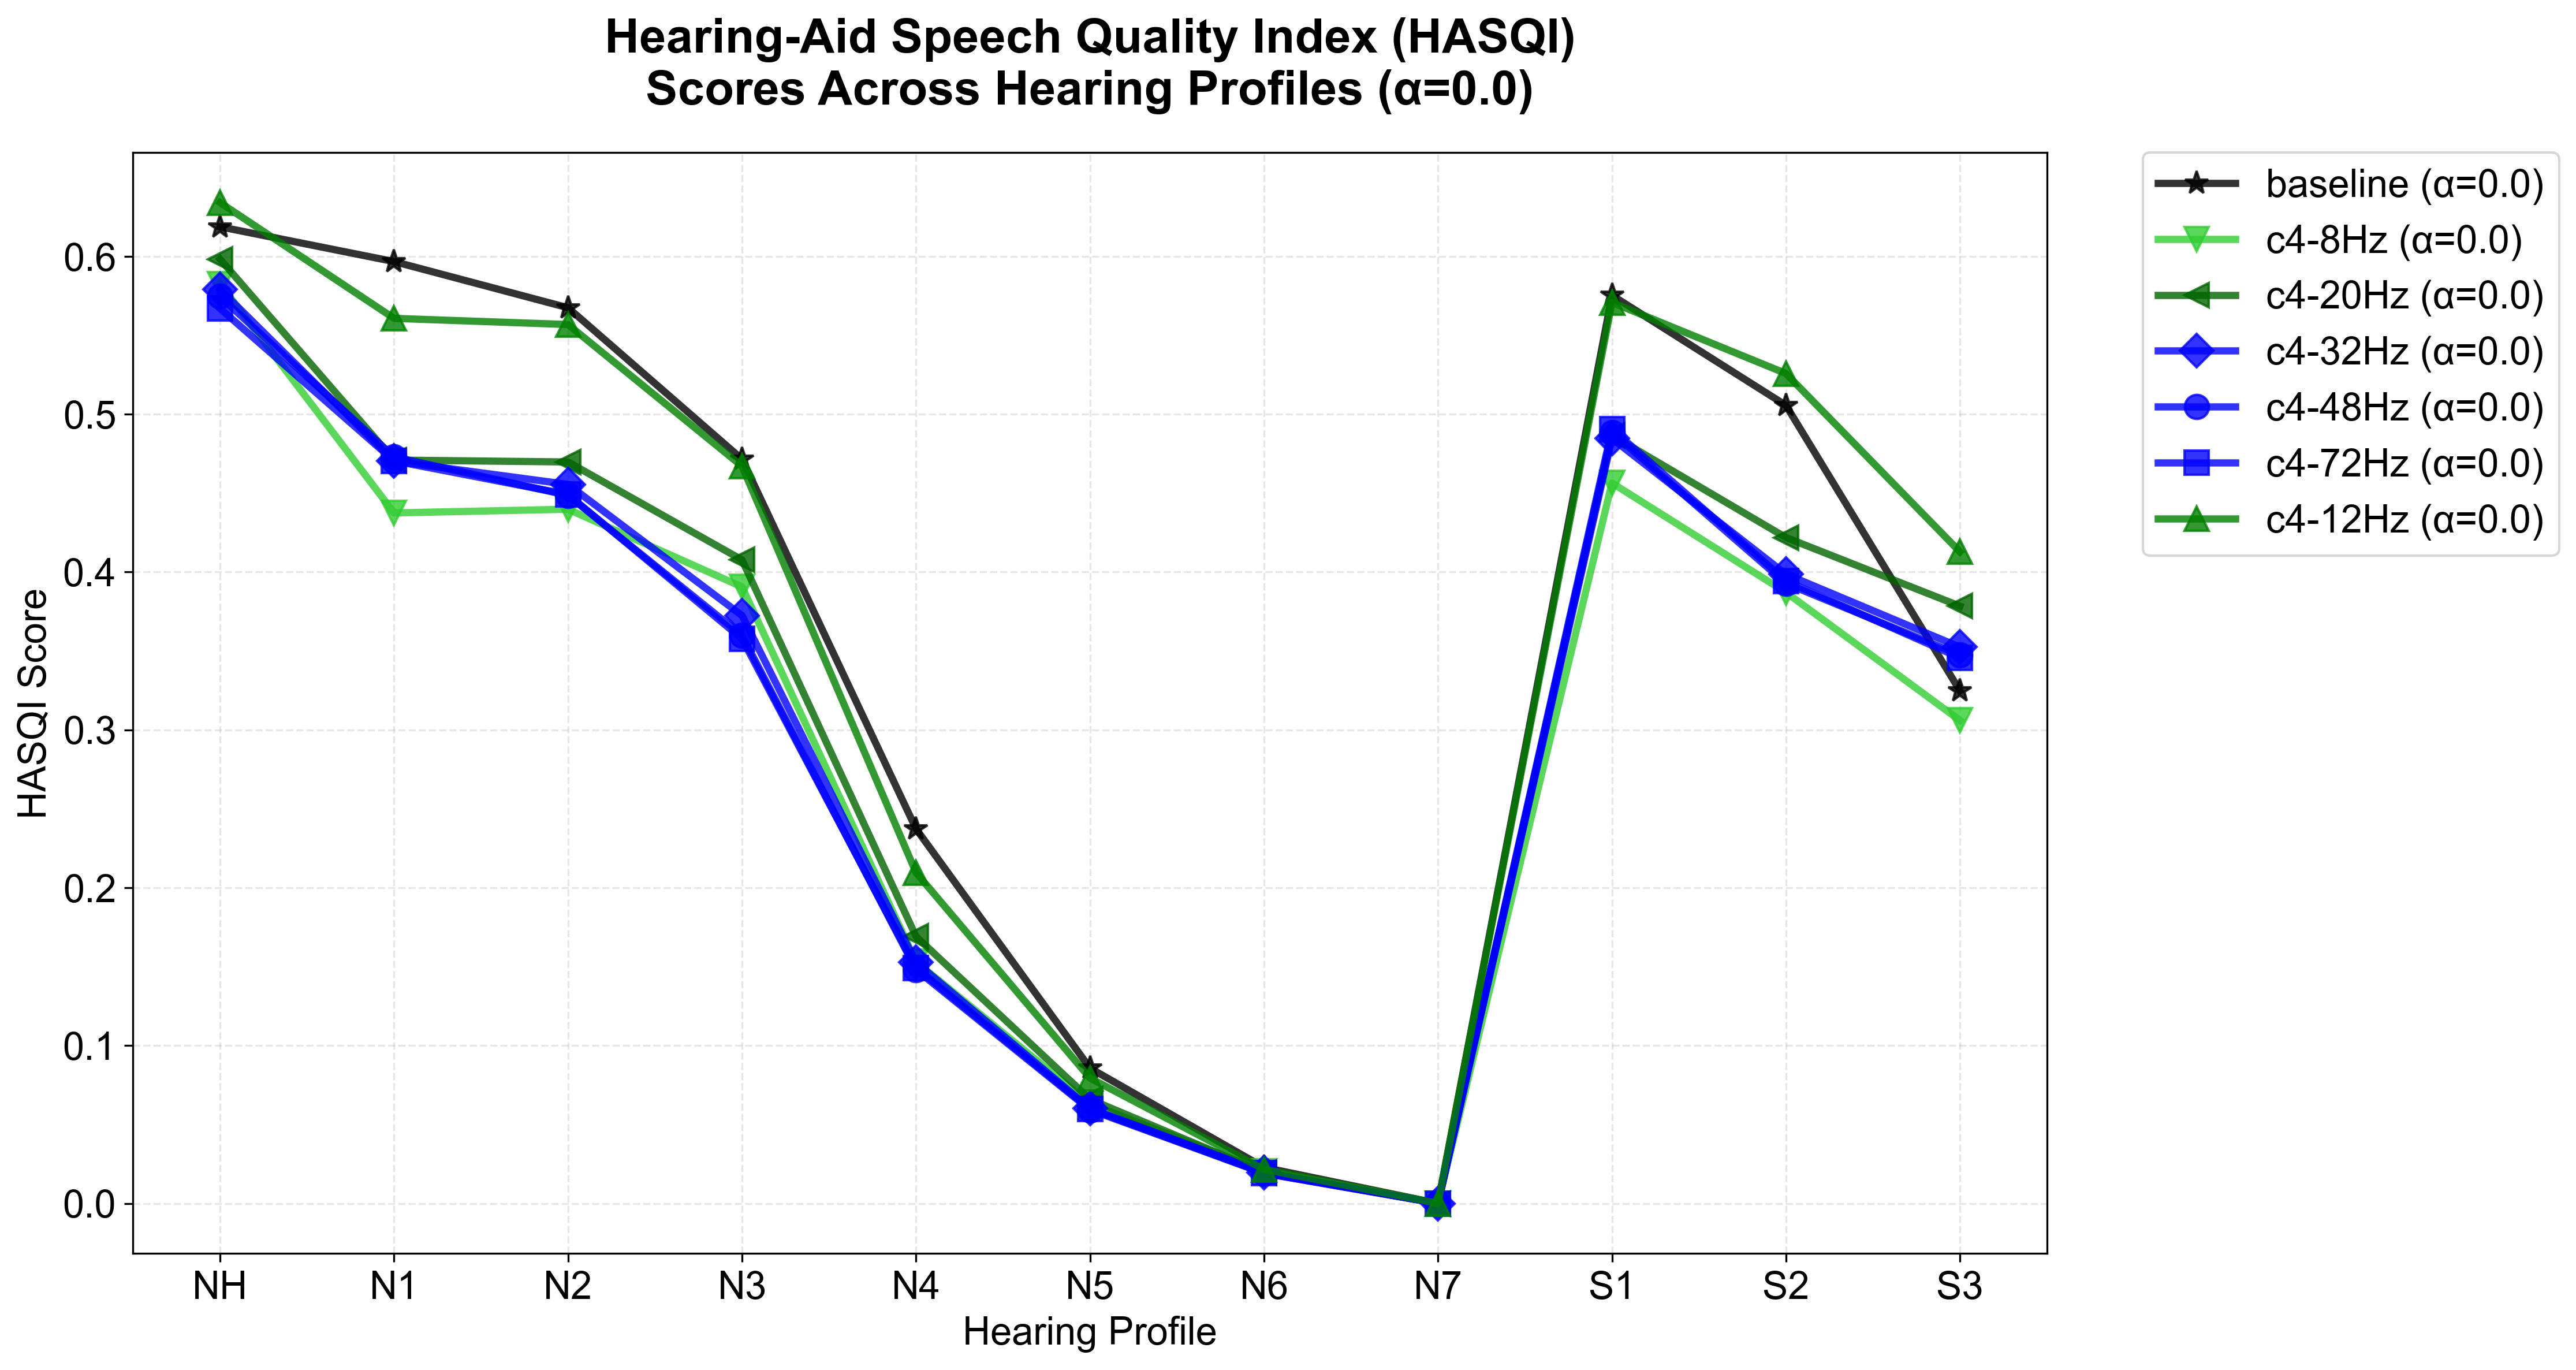 Hearing-Aid Speech Quality Index (HASQI)
Scores Across Hearing Profiles (α=0.0)
baseline (α=0.0)
c4-8Hz (α=0.0)
c4-20Hz (α=0.0)
c4-32Hz (α=0.0)
c4-48Hz (α=0.0)
c4-72Hz (α=0.0)
c4-12Hz (α=0.0)
HASQI Score
0.6
0.5
0.4
0.3
0.2
0.1
0.0
NH N1 N2 N3 N4 N5 N6 N7 S1 S2 S3
Hearing Profile